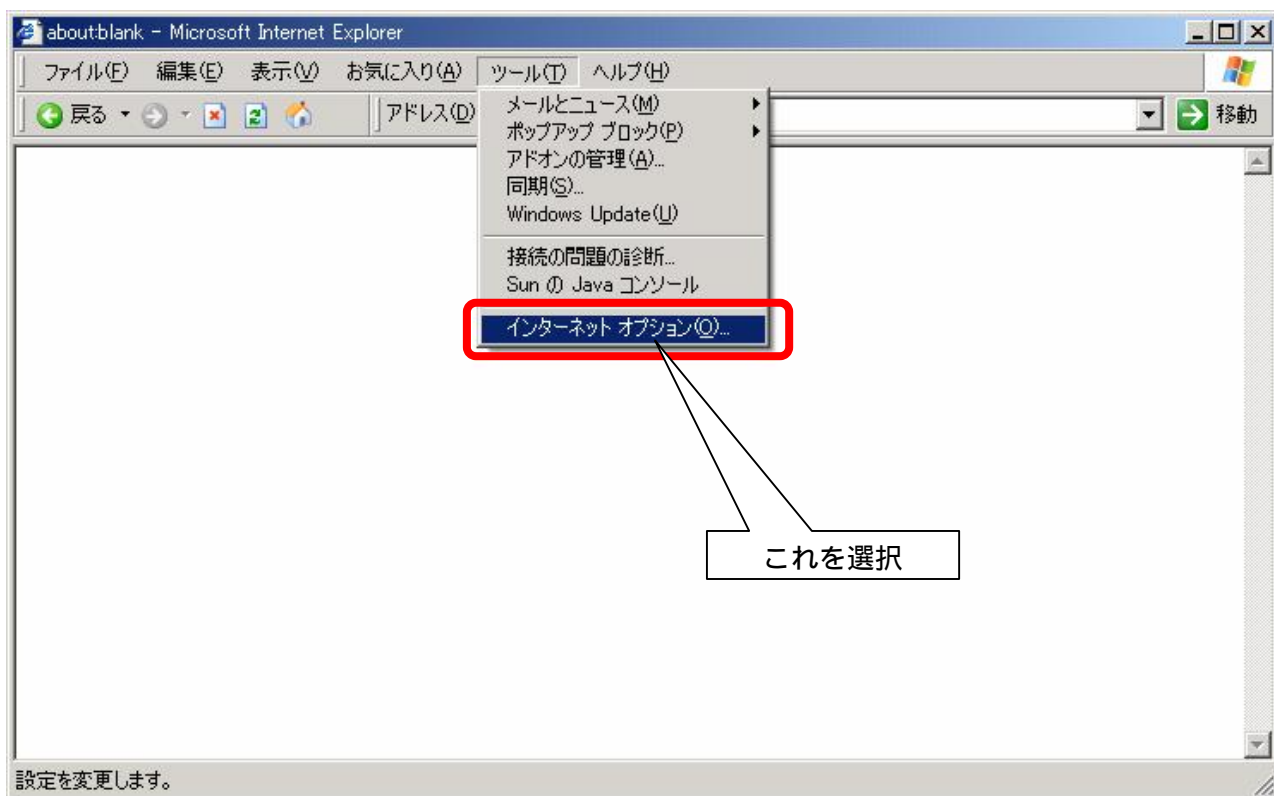 about:blank - Microsoft Internet Explorer
ファイル(F) 編集(E) 表示(V) お気に入り(A) ツール(T) ヘルプ(H)
戻る アドレス(D) 移動
メールとニュース(M)
ポップアップ ブロック(P)
アドオンの管理(A)...
同期(S)...
Windows Update(U)
接続の問題の診断...
Sun の Java コンソール
インターネット オプション(O)...
これを選択
設定を変更します。